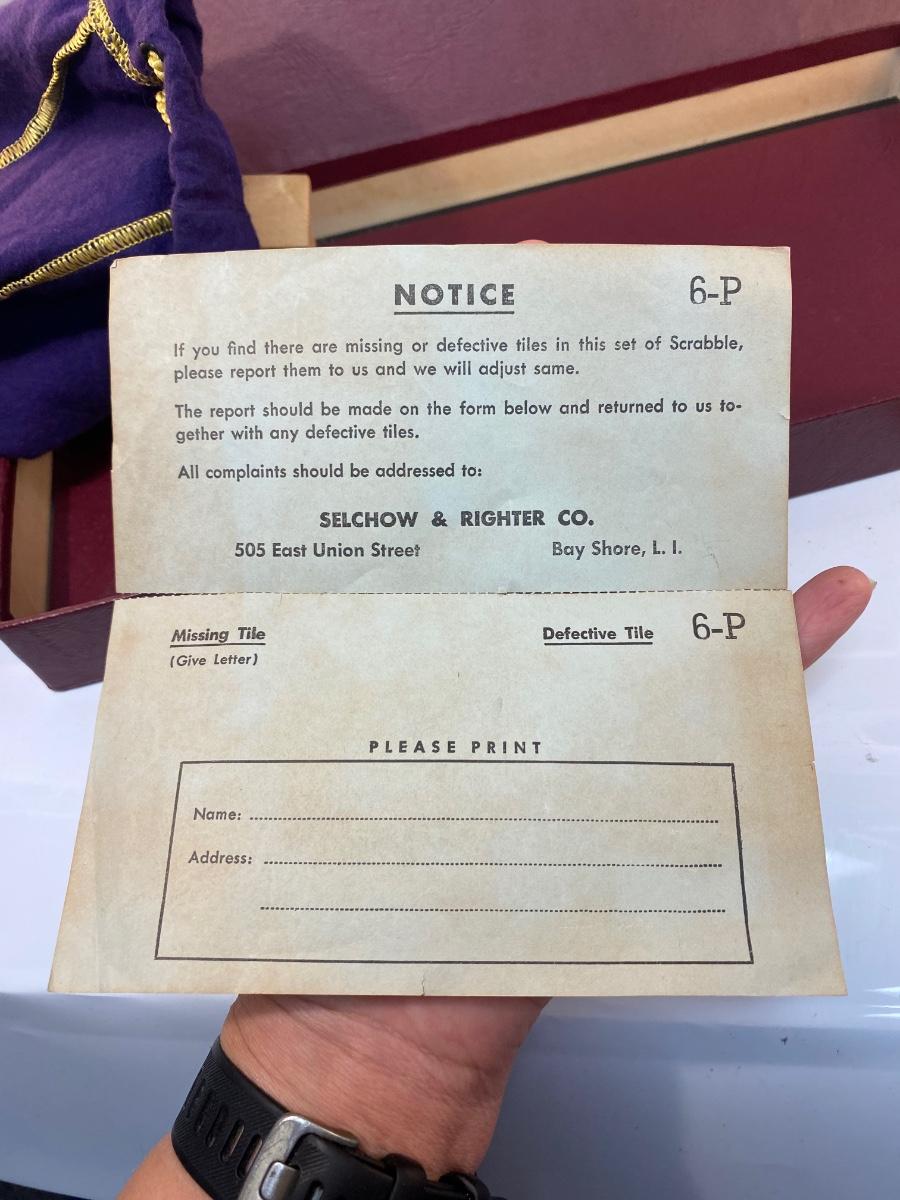 NOTICE 6-P
If you find there are missing or defective tiles in this set of Scrabble,
please report them to us and we will adjust same.
The report should be made on the form below and returned to us to-
gether with any defective tiles.
All complaints should be addressed to:
SELCHOW & RIGHTER CO.
505 East Union Street Bay Shore, L. I.
Missing Tile Defective Tile 6-P
(Give Letter)
PLEASE PRINT
Name:
Address: